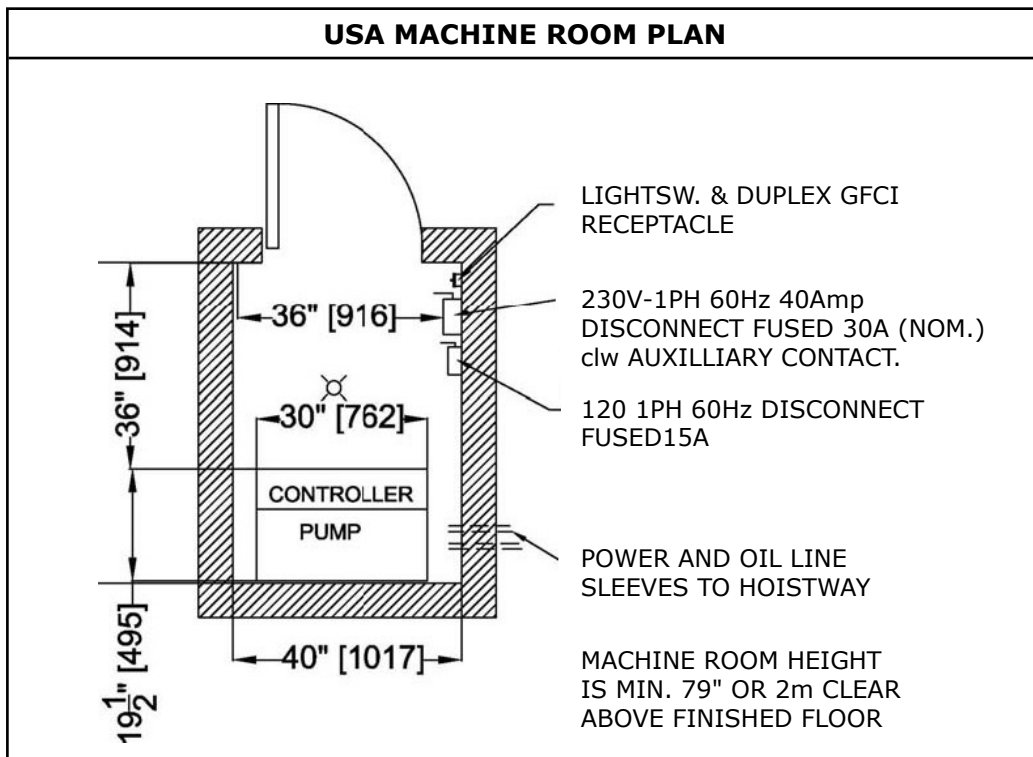 USA MACHINE ROOM PLAN
LIGHTSW. & DUPLEX GFCI
RECEPTACLE
230V-1PH 60Hz 40Amp
DISCONNECT FUSED 30A (NOM.)
clw AUXILLIARY CONTACT.
120 1PH 60Hz DISCONNECT
FUSED15A
POWER AND OIL LINE
SLEEVES TO HOISTWAY
MACHINE ROOM HEIGHT
IS MIN. 79" OR 2m CLEAR
ABOVE FINISHED FLOOR
36" [916]
36" [914]
30" [762]
CONTROLLER
PUMP
19 1/2" [495]
40" [1017]